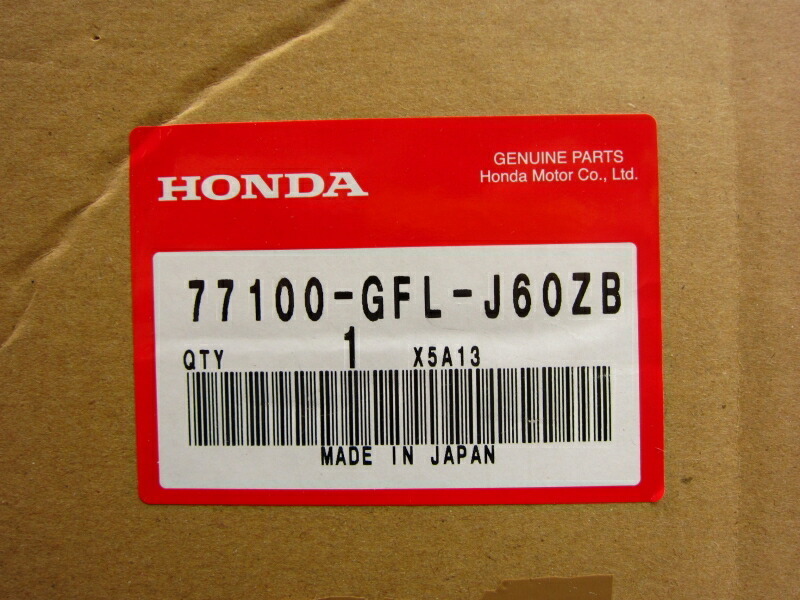 HONDA
GENUINE PARTS
Honda Motor Co., Ltd.
77100-GFL-J60ZB
QTY 1 X5A13
MADE IN JAPAN